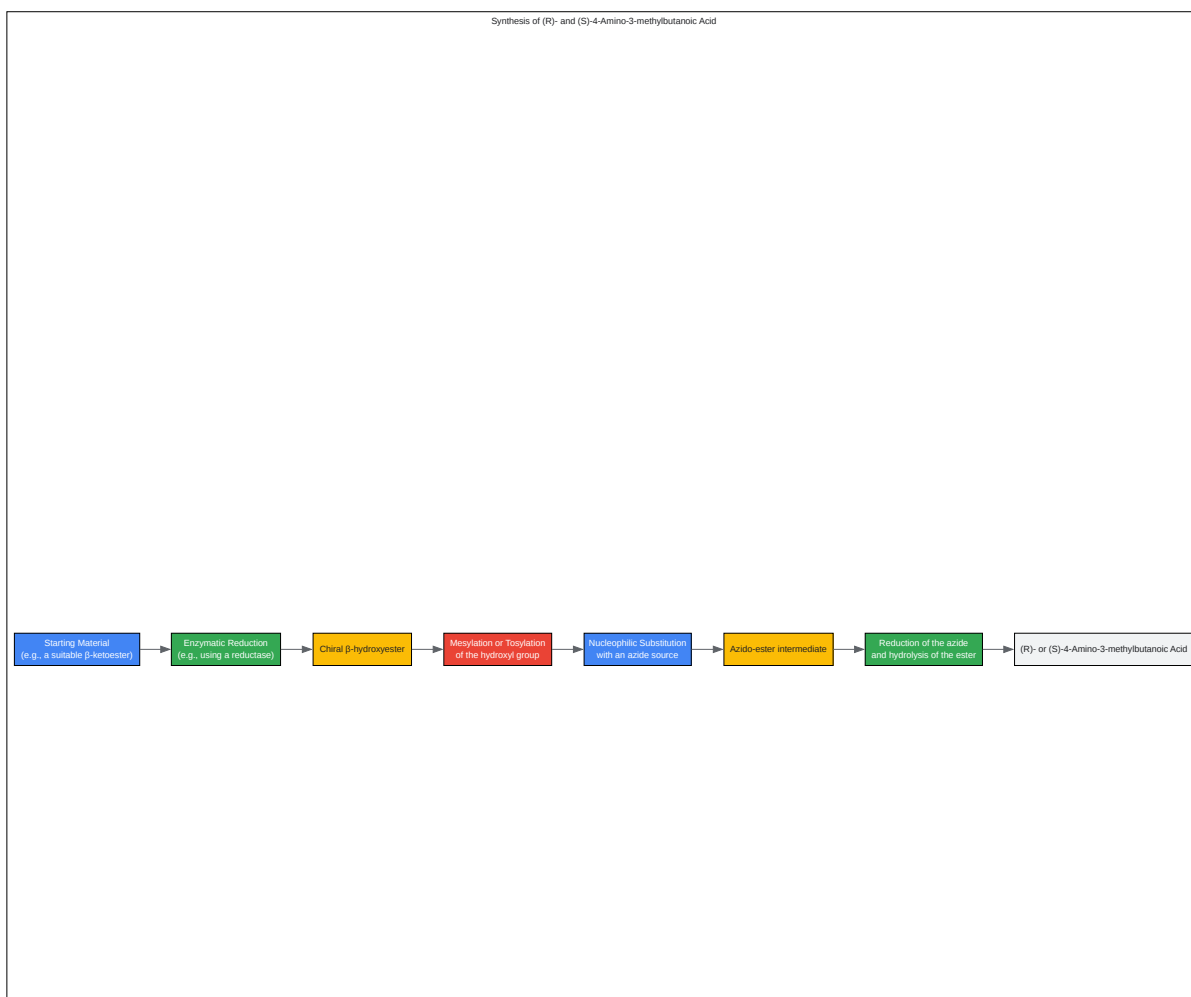 Synthesis of (R)- and (S)-4-Amino-3-methylbutanoic Acid
Starting Material
(e.g., a suitable β-ketoester)
Enzymatic Reduction
(e.g., using a reductase)
Chiral β-hydroxyester
Mesylation or Tosylation
of the hydroxyl group
Nucleophilic Substitution
with an azide source
Azido-ester intermediate
Reduction of the azide
and hydrolysis of the ester
(R)- or (S)-4-Amino-3-methylbutanoic Acid